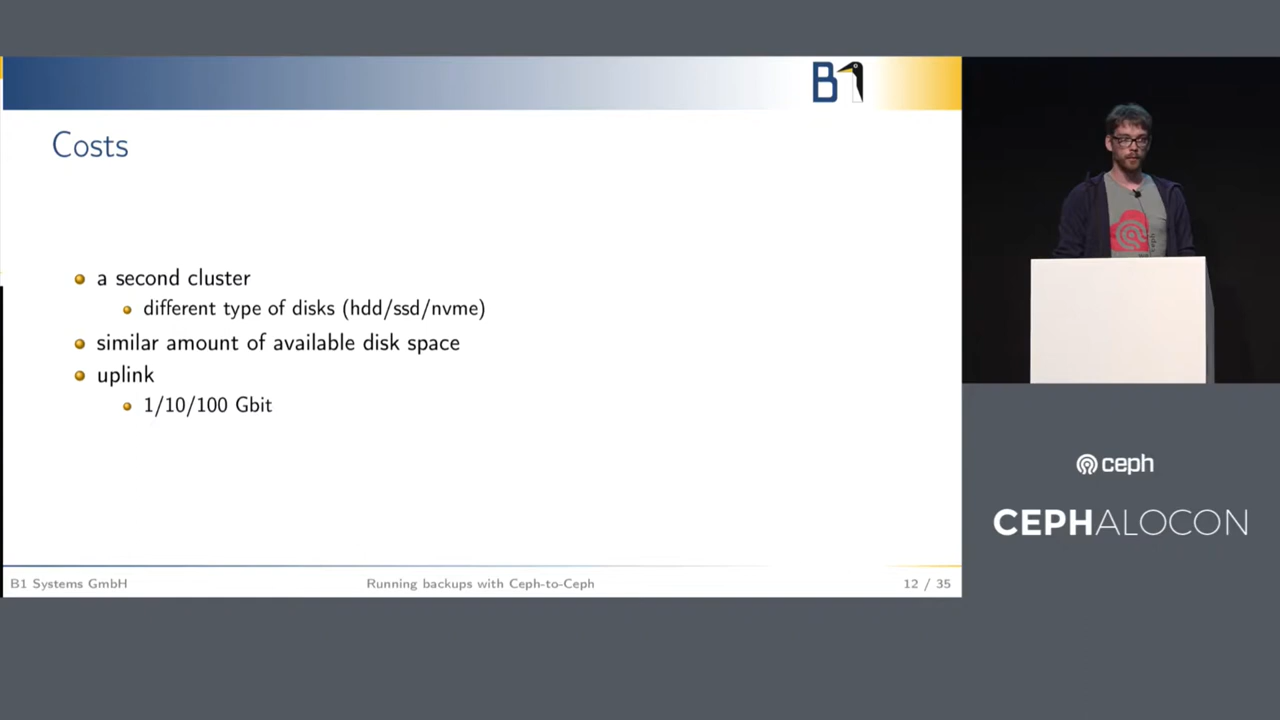 B1
Costs
a second cluster
different type of disks (hdd/ssd/nvme)
similar amount of available disk space
uplink
1/10/100 Gbit
B1 Systems GmbH
Running backups with Ceph-to-Ceph
12 / 35
ceph
ceph
CEPHALOCON